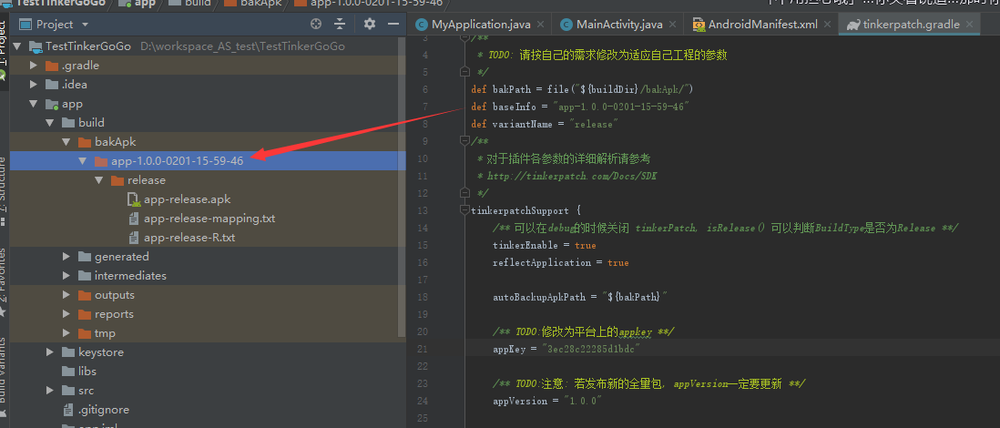 TestTinkerGoGo app build bakApk app-1.0.0-0201-15-59-46
Project
TestTinkerGoGo D:\workspace_AS_test\TestTinkerGoGo
.gradle
.idea
app
build
bakApk
app-1.0.0-0201-15-59-46
release
app-release.apk
app-release-mapping.txt
app-release-R.txt
generated
intermediates
outputs
reports
tmp
keystore
libs
src
.gitignore
app.iml
Project
Z: Structure
2: Favorites
Build Variants
MyApplication.java × MainActivity.java × AndroidManifest.xml × tinkerpatch.gradle ×
3 /**
4 * TODO: 请按自己的需求修改为适应自己工程的参数
5 */
6 def bakPath = file("${buildDir}/bakApk/")
7 def baseInfo = "app-1.0.0-0201-15-59-46"
8 def variantName = "release"
9 /**
10 * 对于插件各参数的详细解析请参考
11 * http://tinkerpatch.com/Docs/SDK
12 */
13 tinkerpatchSupport {
14 /** 可以在debug的时候关闭 tinkerPatch, isRelease() 可以判断BuildType是否为Release **/
15 tinkerEnable = true
16 reflectApplication = true
17
18 autoBackupApkPath = "${bakPath}"
19
20 /** TODO:修改为平台上的appkey **/
21 appKey = "3ec28c22285d1bdc"
22
23 /** TODO:注意: 若发布新的全量包, appVersion一定要更新 **/
24 appVersion = "1.0.0"
25